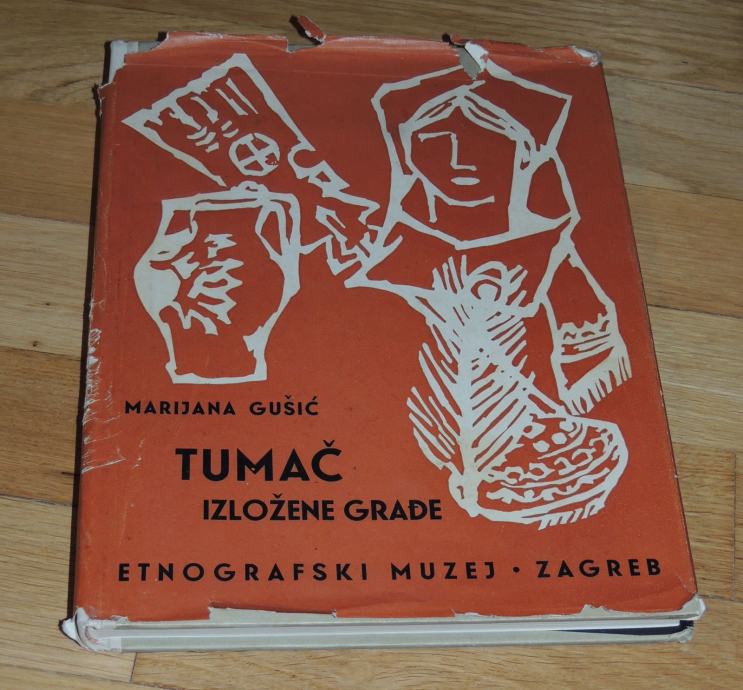 MARIJANA GUŠIĆ
TUMAČ
IZLOŽENE GRAĐE
ETNOGRAFSKI MUZEJ • ZAGREB